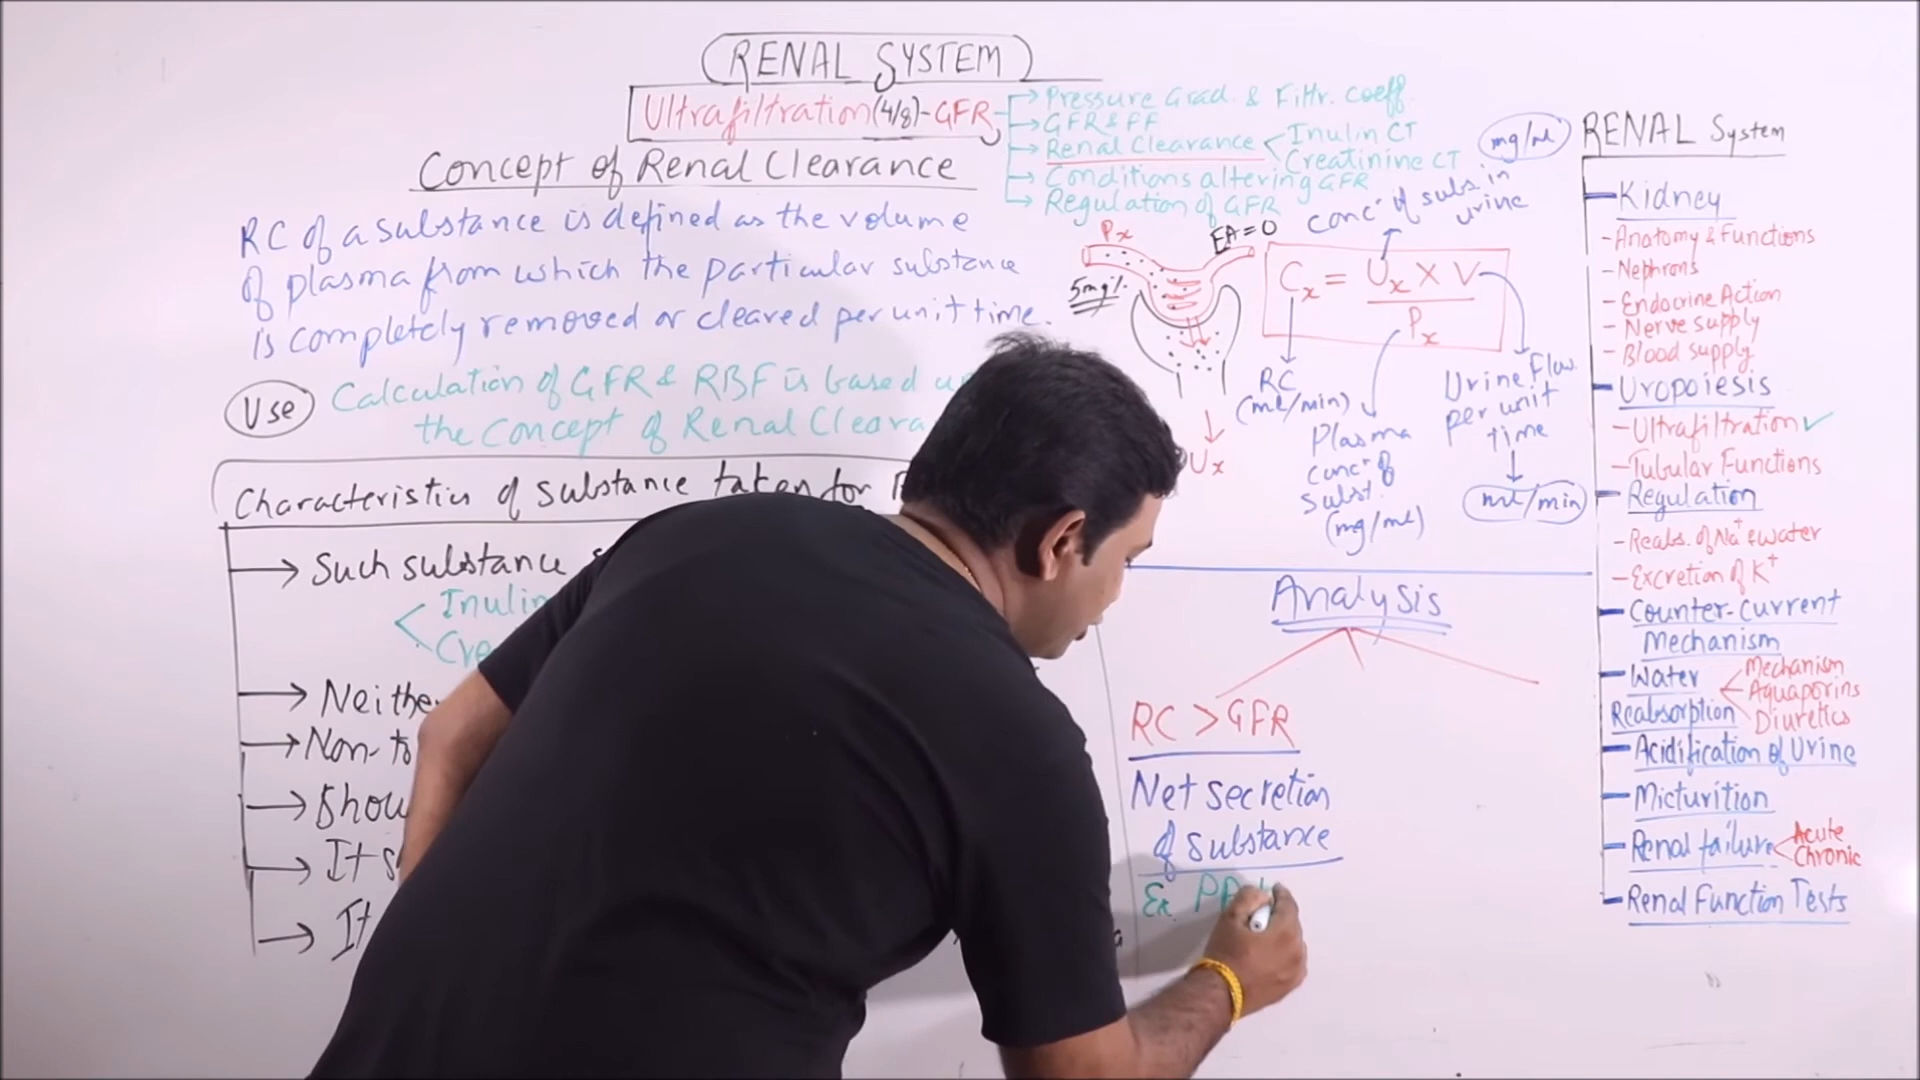 RENAL SYSTEM
Ultrafiltration(4/8)-GFR
Pressure Grad. & Filtr. coeff.
GFR & FF
Renal Clearance
Inulin CT
Creatinine CT
Conditions altering GFR
Regulation of GFR
Concept of Renal Clearance
RC of a substance is defined as the volume
of plasma from which the particular substance
is completely removed or cleared per unit time.
Use
Calculation of GFR & RBF is based
the concept of Renal Cleara
Characteristics of substance taken for
Such substance
Inulin
Cre
Neither
Non-to
Shou
It s
It
Px
EA=0
5mg%
Ux
mg/ml
concn of subs. in
urine
Cx = Ux X V
Px
RC
(ml/min)
Plasma
concn of
subst.
(mg/ml)
Urine Flow
per unit
time
ml/min
Analysis
RC > GFR
Net secretion
of substance
Ex.
RENAL System
Kidney
-Anatomy & Functions
-Nephrons
-Endocrine Action
-Nerve supply
-Blood supply
Uropoiesis
-Ultrafiltration ✓
-Tubular Functions
Regulation
-Reabs. of Na+ & water
-Excretion of K+
Counter-Current
Mechanism
Water
Reabsorption
Mechanism
Aquaporins
Diuretics
Acidification of Urine
Micturition
Renal failure
Acute
Chronic
Renal Function Tests